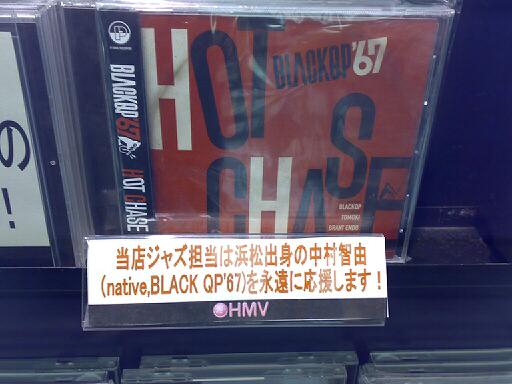 BLACKQP'67
HOT CHASE
HOT
BLACKQP'67
CHASE
BLACKQP
TOMOKI
GRANT ENDO
の
!
当店ジャズ担当は浜松出身の中村智由
(native,BLACK QP'67)を永遠に応援します!
HMV